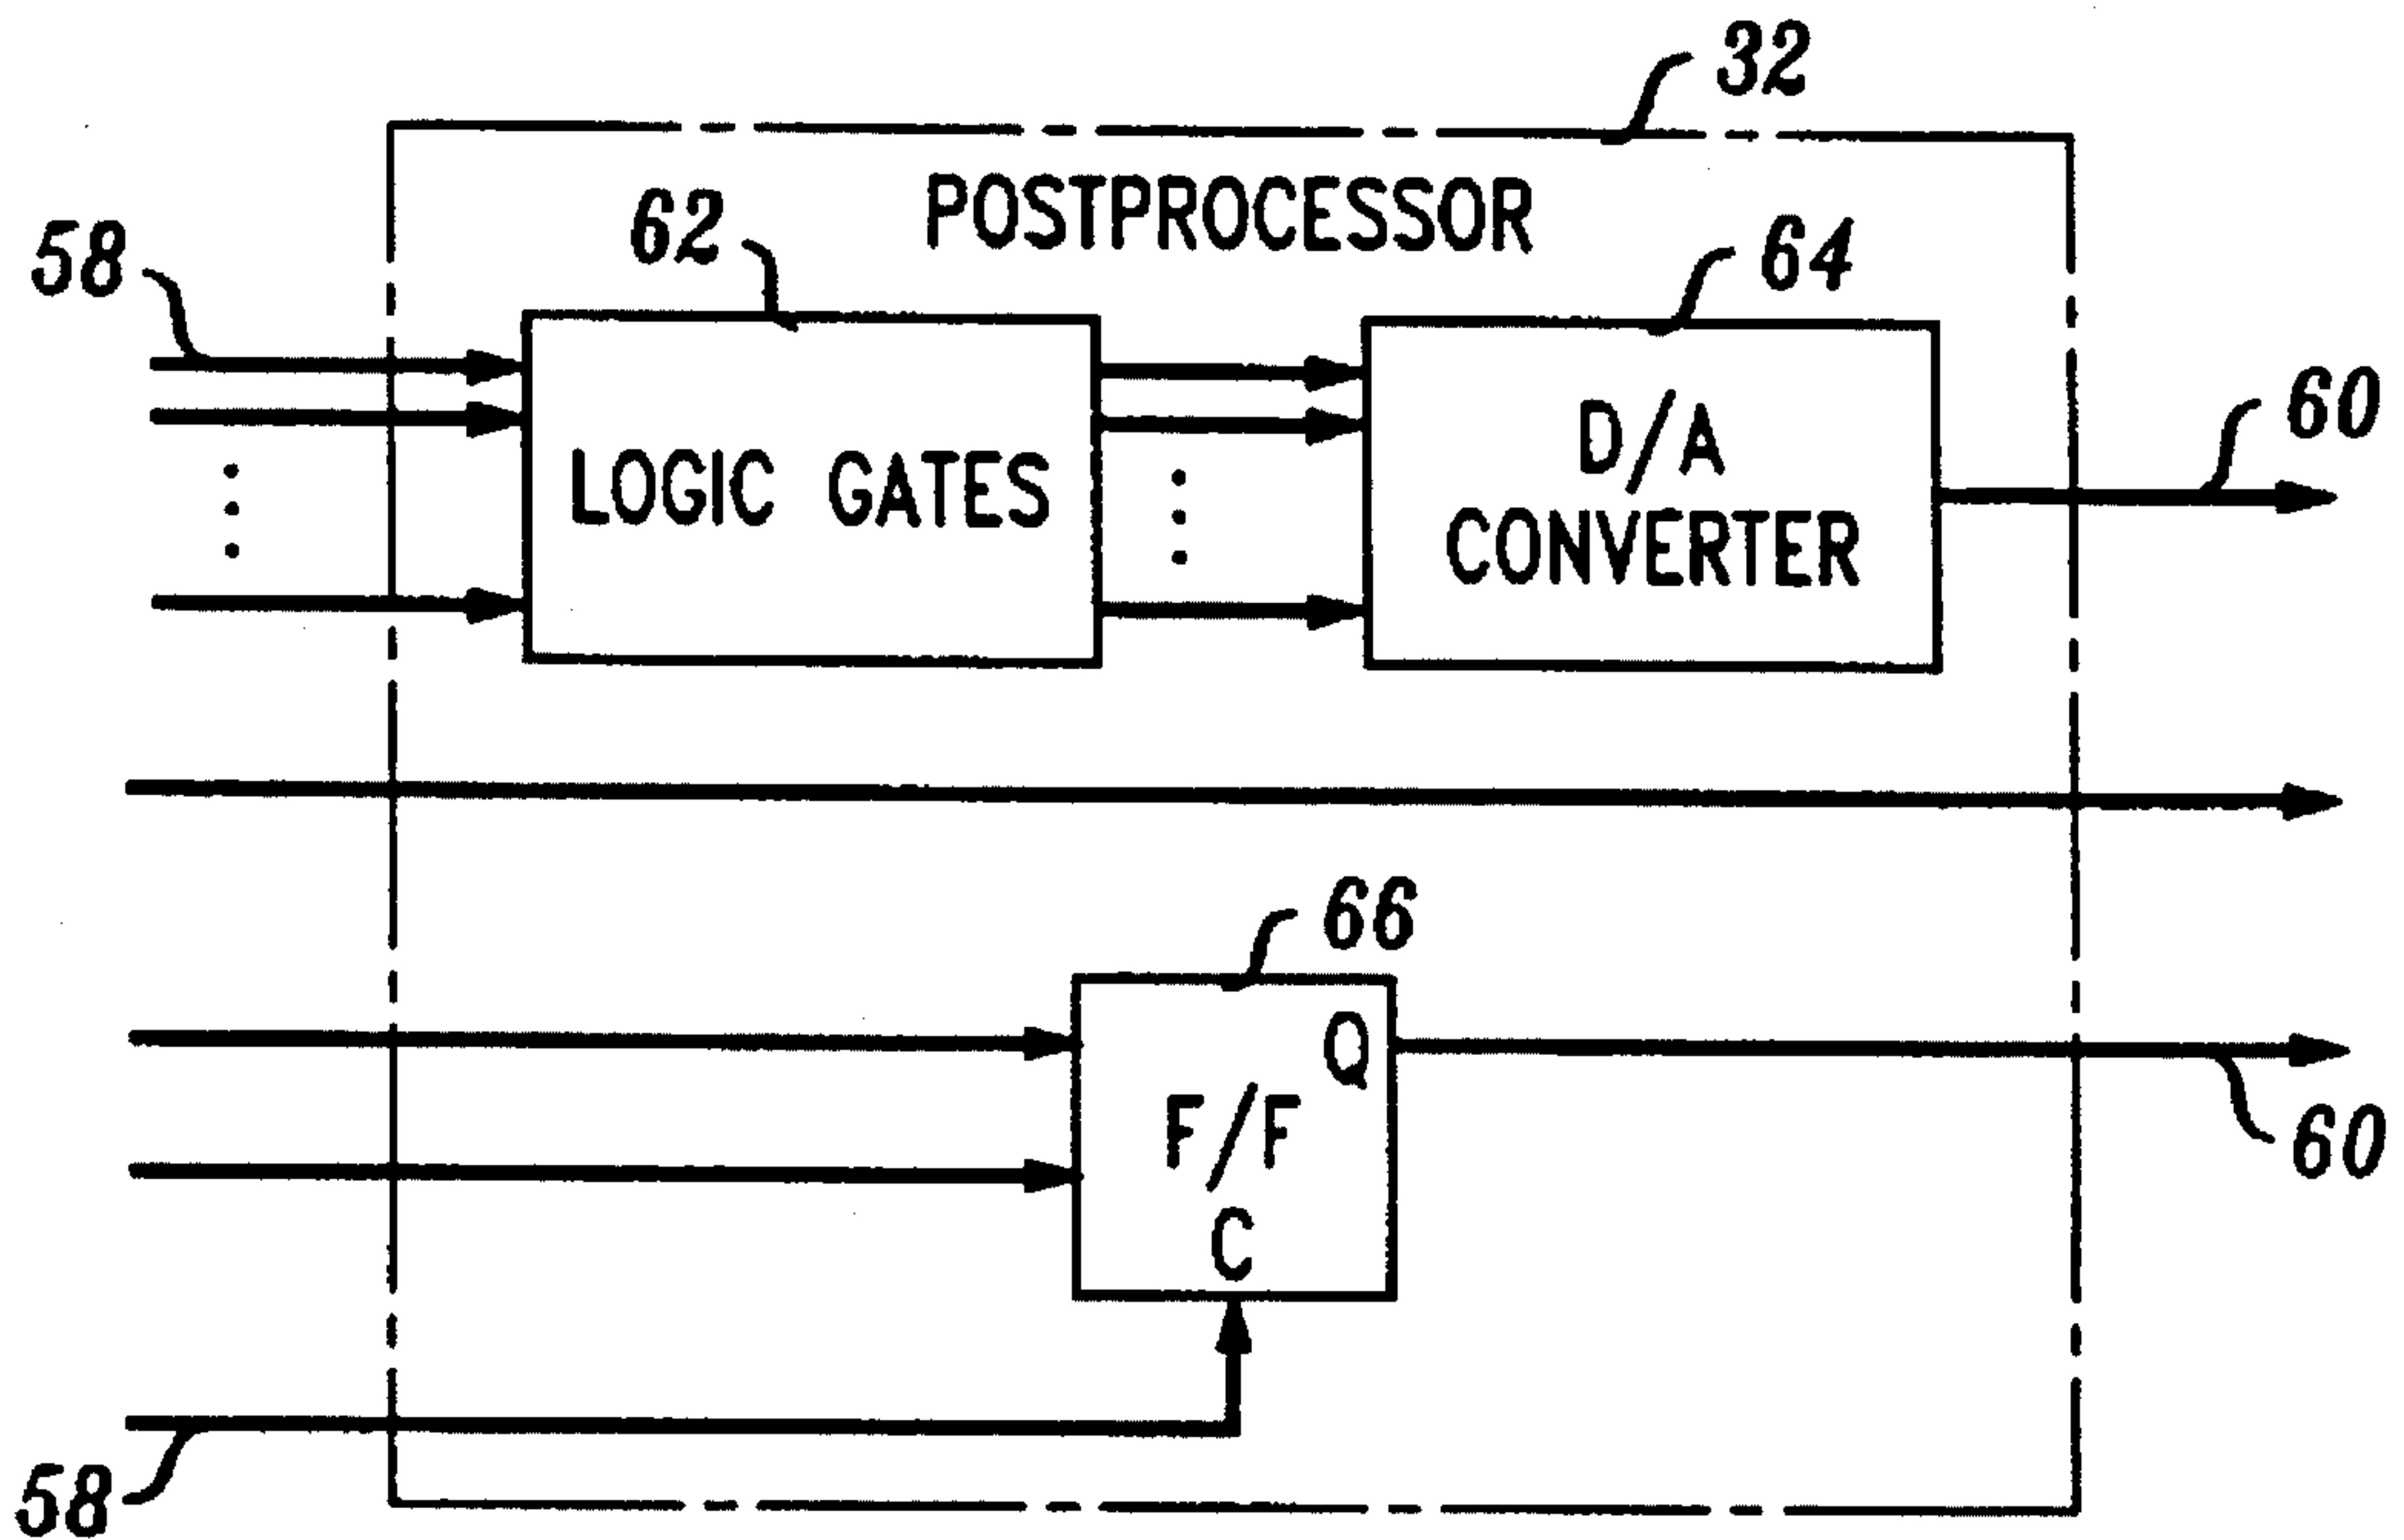 32
POSTPROCESSOR
58
62
64
LOGIC GATES
D/A
CONVERTER
60
66
Q
F/F
C
60
58